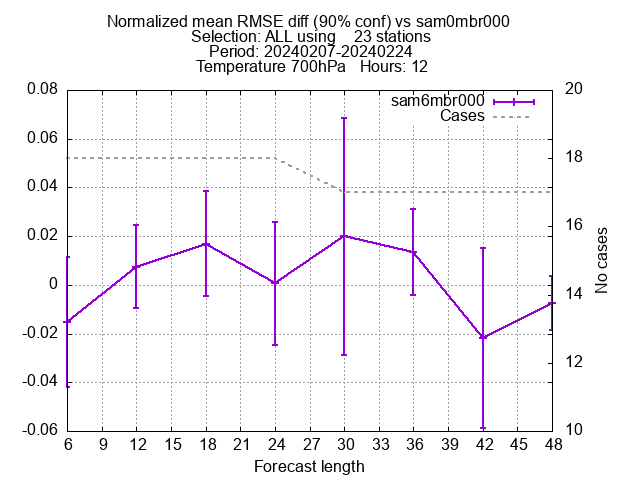 Normalized mean RMSE diff (90% conf) vs sam0mbr000
Selection: ALL using    23 stations
Period: 20240207-20240224
Temperature 700hPa   Hours: 12
sam6mbr000
Cases
0.08
0.06
0.04
0.02
0
-0.02
-0.04
-0.06
20
18
16
14
12
10
No cases
6 9 12 15 18 21 24 27 30 33 36 39 42 45 48
Forecast length